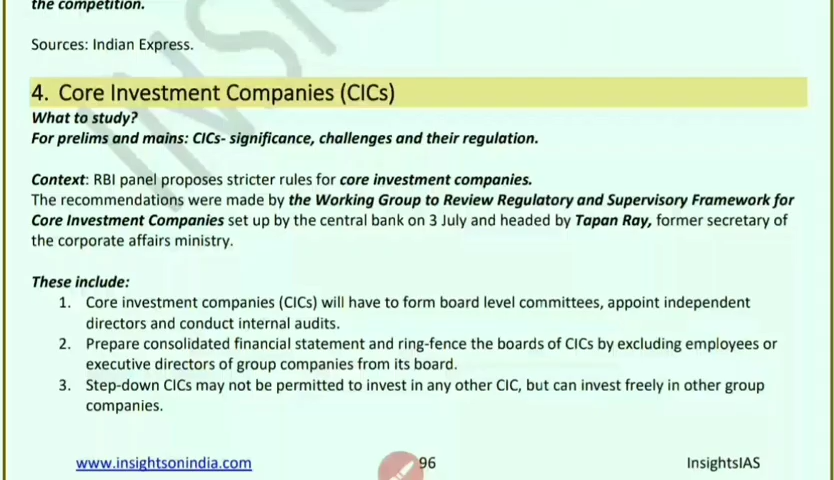 the competition.
Sources: Indian Express.
4. Core Investment Companies (CICs)
What to study?
For prelims and mains: CICs- significance, challenges and their regulation.
Context: RBI panel proposes stricter rules for core investment companies.
The recommendations were made by the Working Group to Review Regulatory and Supervisory Framework for
Core Investment Companies set up by the central bank on 3 July and headed by Tapan Ray, former secretary of
the corporate affairs ministry.
These include:
1. Core investment companies (CICs) will have to form board level committees, appoint independent
directors and conduct internal audits.
2. Prepare consolidated financial statement and ring-fence the boards of CICs by excluding employees or
executive directors of group companies from its board.
3. Step-down CICs may not be permitted to invest in any other CIC, but can invest freely in other group
companies.
www.insightsonindia.com 96 InsightsIAS